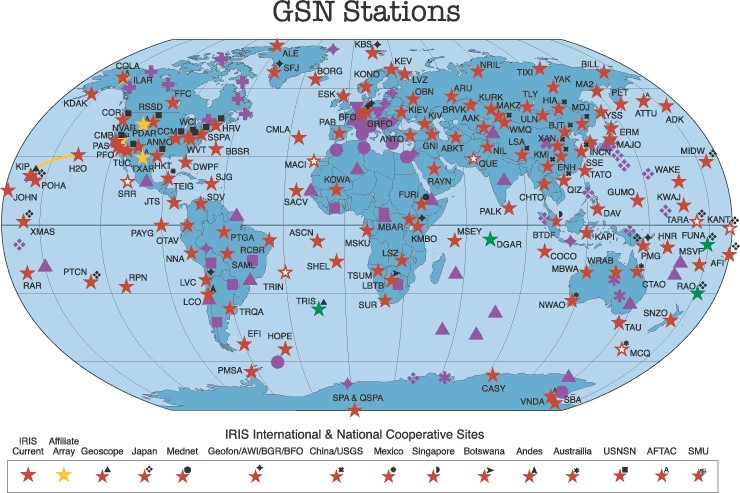 GSN Stations
ALE
KBS
COLA
SFJ
KEV
NRIL
TIXI
BILL
ILAR
BORG
KONO
LVZ
YAK
MA2
PET
KDAK
FFC
ESK
OBN
ARU
KURK
TLY
ATTU
ADK
COR
RSSD
KIEV
BRVK
MAKZ
HIA
MDJ
YSS
NVAR
PDAR
WCI
HRV
BFO
GRFO
KIV
AAK
ULN
BJT
ERM
CMB
CCM
SSPA
PAB
ANTO
GNI
ABKT
WMQ
XAN
INCN
MAJO
PAS
ANMO
WVT
BBSR
CMLA
NIL
LSA
SSE
MIDW
PFO
TUC
TXAR
HKT
DWPF
MACI
QUE
KMI
ENH
TATO
KIP
H2O
POHA
SRR
TEIG
SJG
KOWA
RAYN
CHTO
QIZ
WAKE
JOHN
JTS
SDV
SACV
FURI
PALK
DAV
GUMO
KWAJ
TARA
KANT
XMAS
PAYG
OTAV
PTGA
ASCN
MBAR
MSKU
KMBO
MSEY
DGAR
BTDF
KAPI
HNR
FUNA
PMG
MSVF
NNA
RCBR
SAML
SHEL
LSZ
COCO
MBWA
WRAB
AFI
RAR
PTCN
RPN
LVC
TRIN
TSUM
LBTB
CTAO
RAO
LCO
TRQA
TRIS
SUR
NWAO
TAU
SNZO
EFI
HOPE
MCQ
PMSA
SPA & QSPA
CASY
VNDA
SBA
IRIS International & National Cooperative Sites
IRIS Current
Affiliate Array
Geoscope
Japan
Mednet
Geofon/AWI/BGR/BFO
China/USGS
Mexico
Singapore
Botswana
Andes
Austrailia
USNSN
AFTAC
SMU